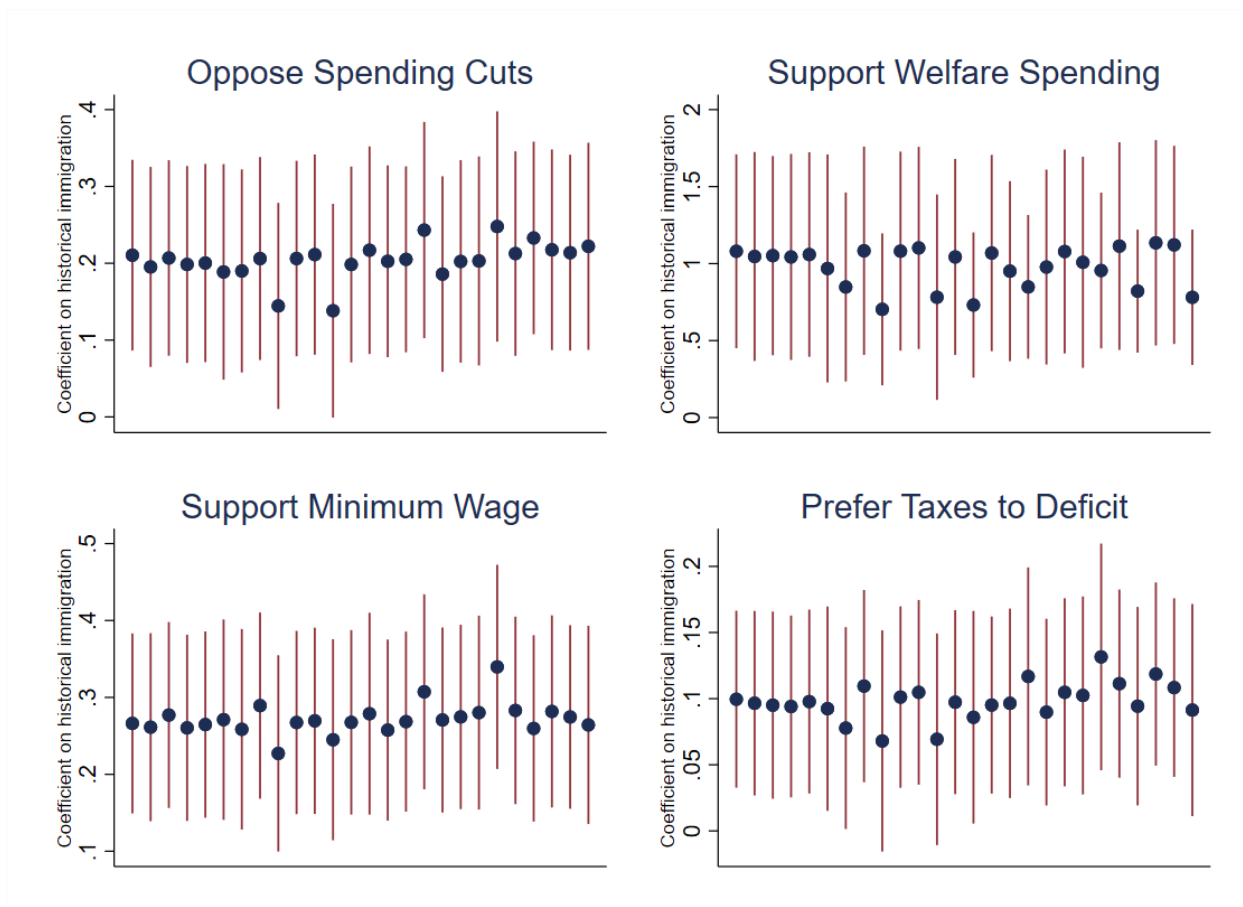 Oppose Spending Cuts
Coefficient on historical immigration
.4
.3
.2
.1
0
Support Welfare Spending
Coefficient on historical immigration
2
1.5
1
.5
0
Support Minimum Wage
Coefficient on historical immigration
.5
.4
.3
.2
.1
Prefer Taxes to Deficit
Coefficient on historical immigration
.2
.15
.1
.05
0